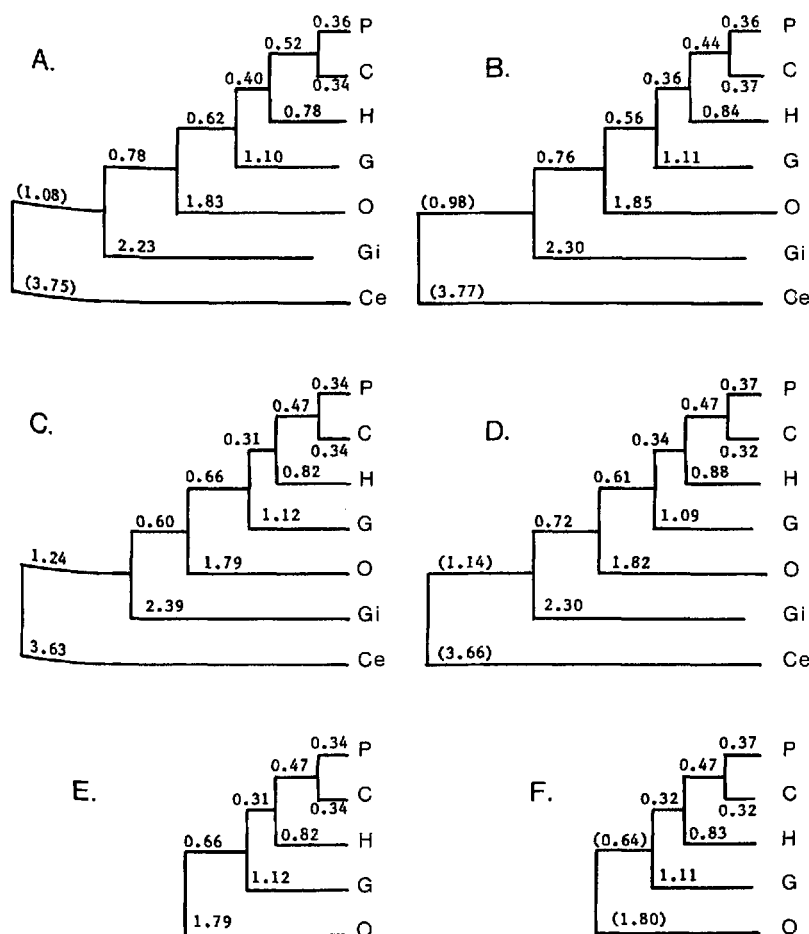 A.
0.36 P
0.52
0.34 C
0.40
0.78 H
0.62
1.10 G
0.78
1.83 O
(1.08)
2.23 Gi
(3.75) Ce
B.
0.36 P
0.44
0.37 C
0.36
0.84 H
0.56
1.11 G
0.76
1.85 O
(0.98)
2.30 Gi
(3.77) Ce
C.
0.34 P
0.47
0.34 C
0.31
0.82 H
0.66
1.12 G
0.60
1.79 O
1.24
2.39 Gi
3.63 Ce
D.
0.37 P
0.47
0.32 C
0.34
0.88 H
0.61
1.09 G
0.72
1.82 O
(1.14)
2.30 Gi
(3.66) Ce
E.
0.34 P
0.47
0.34 C
0.31
0.82 H
0.66
1.12 G
1.79 O
F.
0.37 P
0.47
0.32 C
0.32
0.83 H
(0.64)
1.11 G
(1.80) O